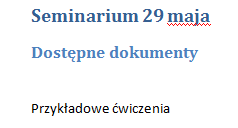 Seminarium 29 maja
Dostępne dokumenty
Przykładowe ćwiczenia